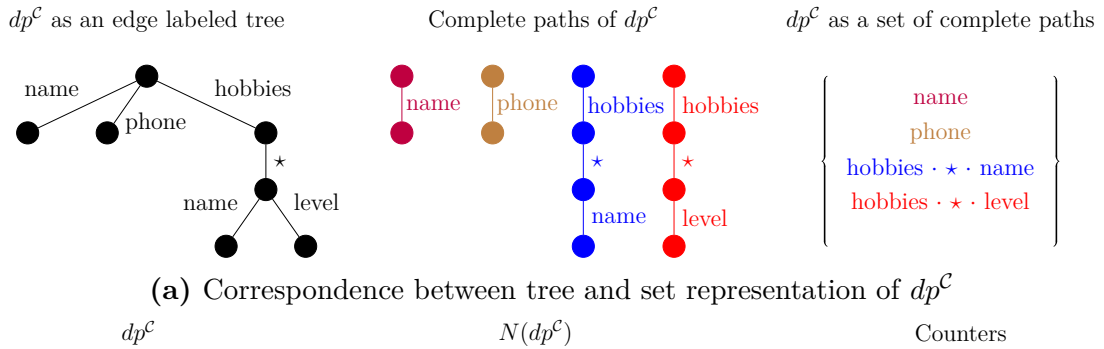 dp^C as an edge labeled tree
Complete paths of dp^C
dp^C as a set of complete paths
name
phone
hobbies
⋆
name
level
name
phone
hobbies
⋆
name
hobbies
⋆
level
name
phone
hobbies · ⋆ · name
hobbies · ⋆ · level
(a) Correspondence between tree and set representation of dp^C
dp^C
N(dp^C)
Counters